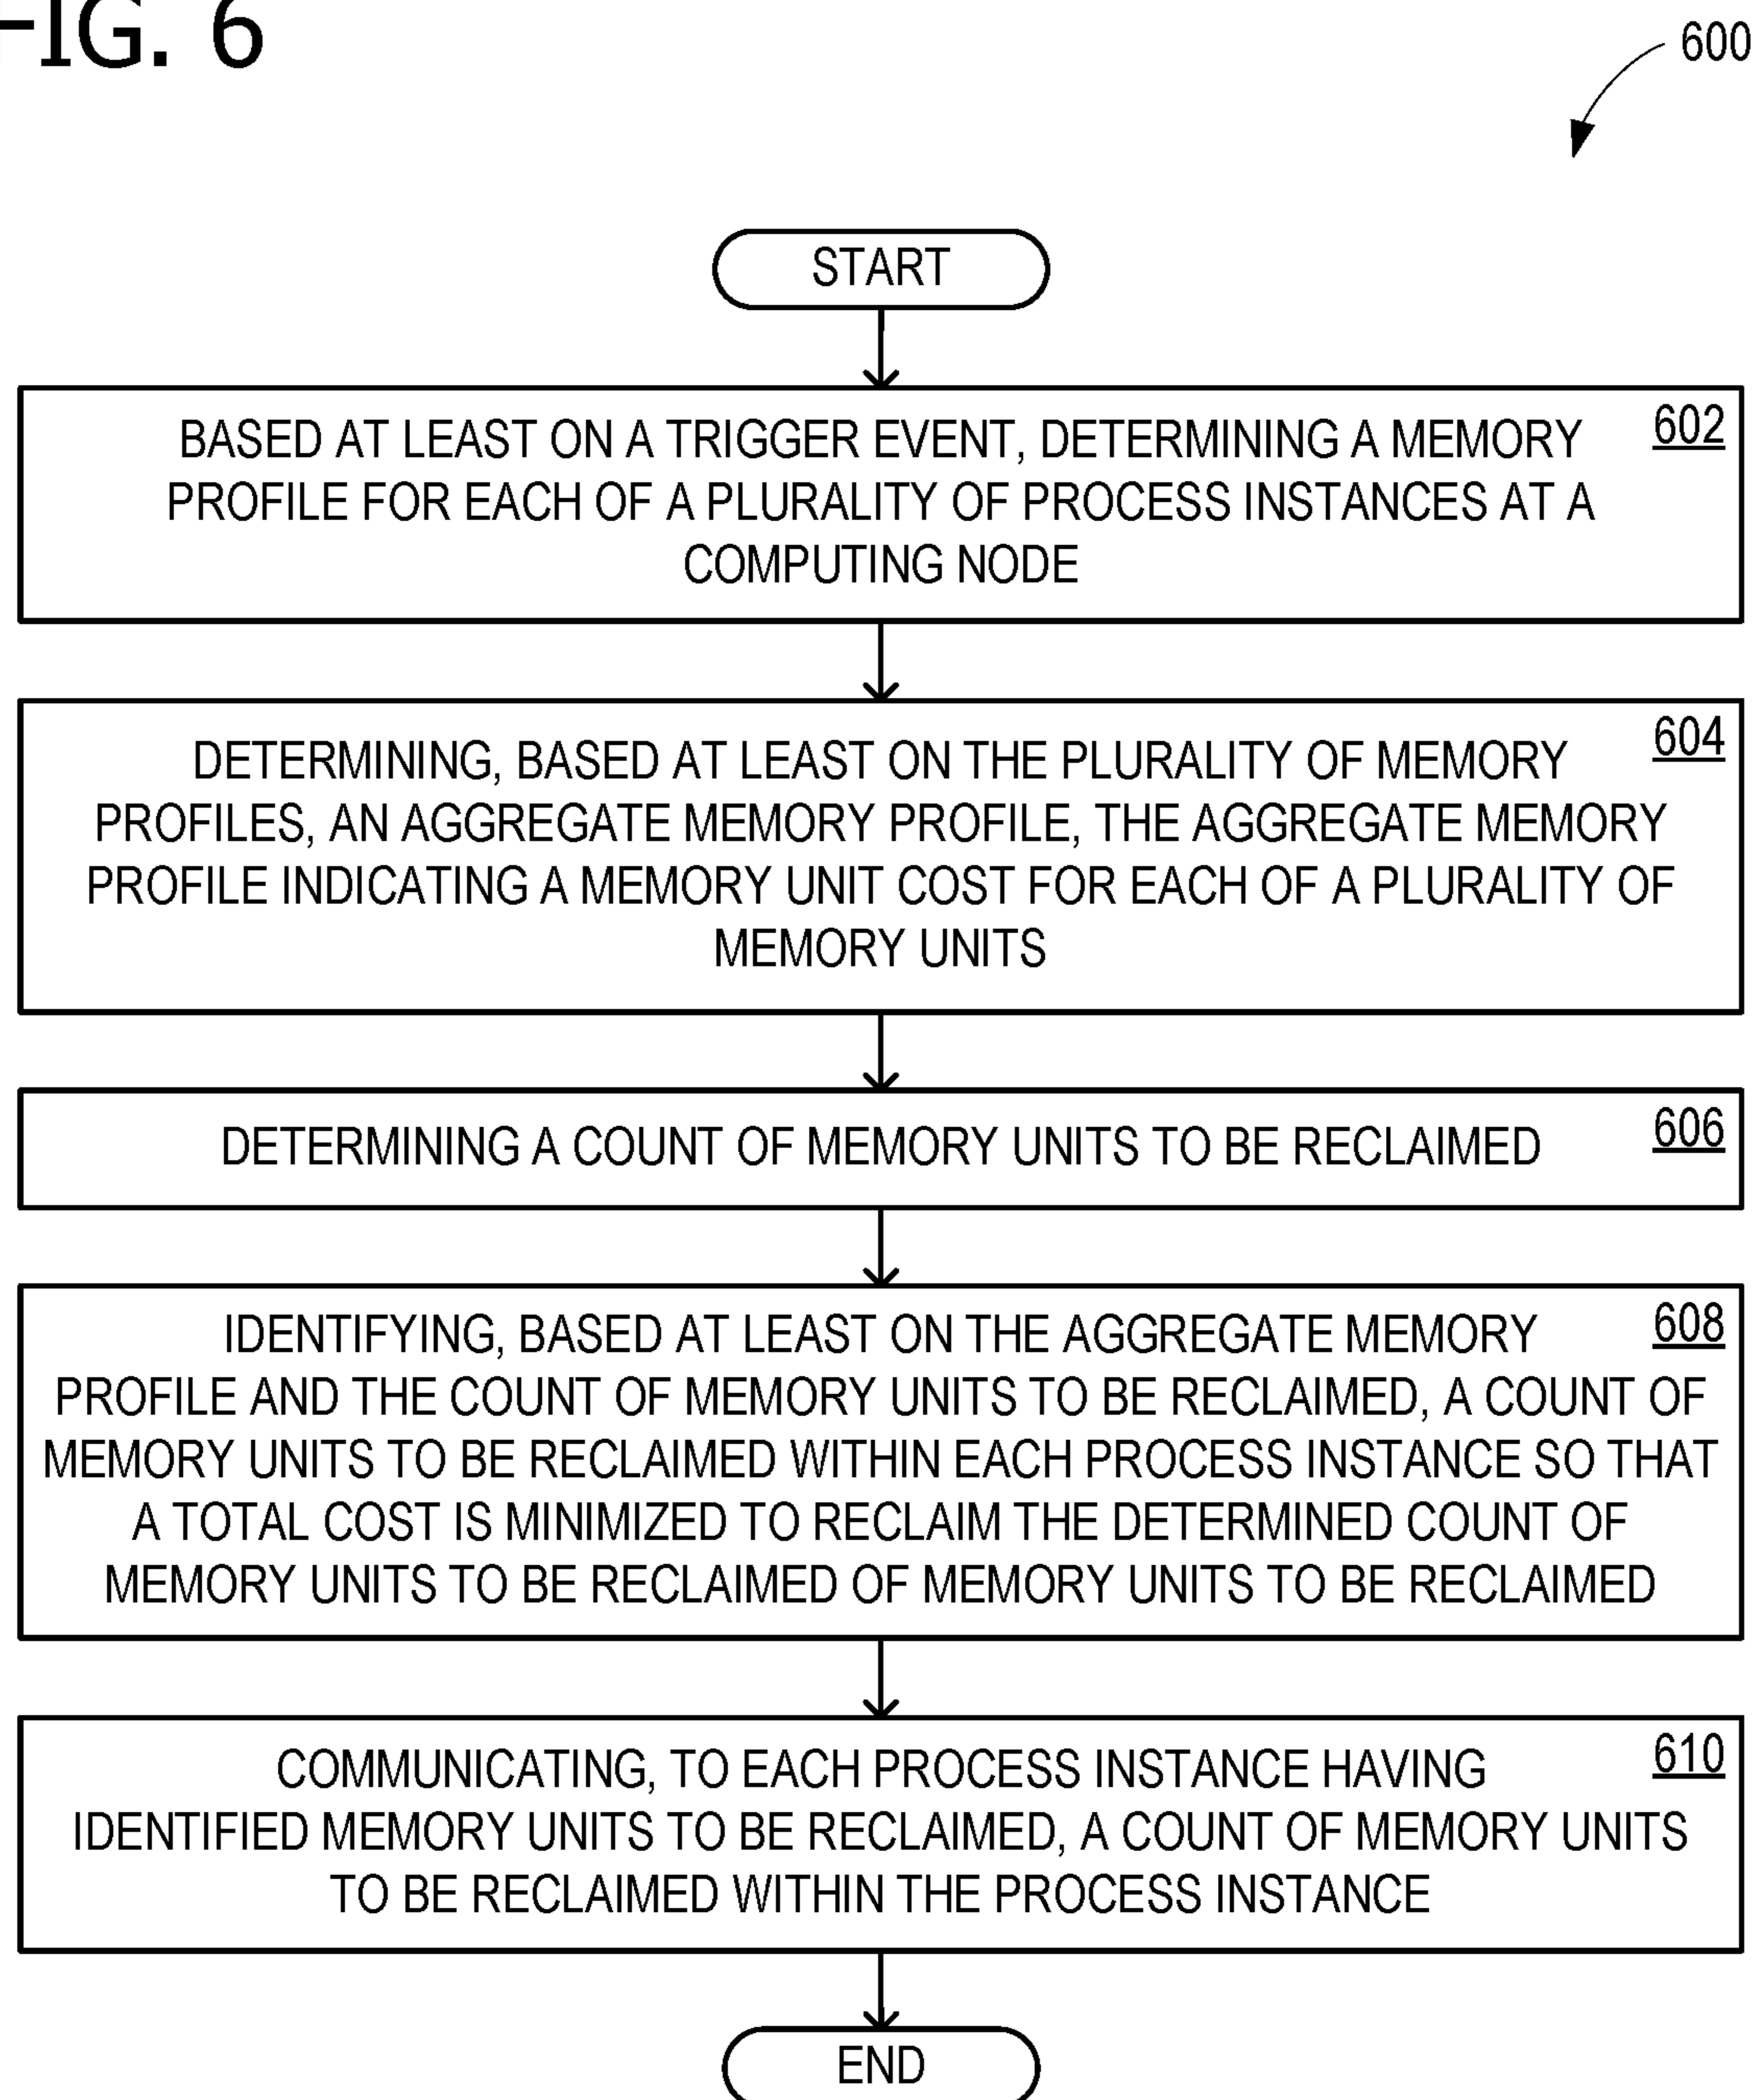 FIG. 6
600
START
602
BASED AT LEAST ON A TRIGGER EVENT, DETERMINING A MEMORY
PROFILE FOR EACH OF A PLURALITY OF PROCESS INSTANCES AT A
COMPUTING NODE
604
DETERMINING, BASED AT LEAST ON THE PLURALITY OF MEMORY
PROFILES, AN AGGREGATE MEMORY PROFILE, THE AGGREGATE MEMORY
PROFILE INDICATING A MEMORY UNIT COST FOR EACH OF A PLURALITY OF
MEMORY UNITS
606
DETERMINING A COUNT OF MEMORY UNITS TO BE RECLAIMED
608
IDENTIFYING, BASED AT LEAST ON THE AGGREGATE MEMORY
PROFILE AND THE COUNT OF MEMORY UNITS TO BE RECLAIMED, A COUNT OF
MEMORY UNITS TO BE RECLAIMED WITHIN EACH PROCESS INSTANCE SO THAT
A TOTAL COST IS MINIMIZED TO RECLAIM THE DETERMINED COUNT OF
MEMORY UNITS TO BE RECLAIMED OF MEMORY UNITS TO BE RECLAIMED
610
COMMUNICATING, TO EACH PROCESS INSTANCE HAVING
IDENTIFIED MEMORY UNITS TO BE RECLAIMED, A COUNT OF MEMORY UNITS
TO BE RECLAIMED WITHIN THE PROCESS INSTANCE
END